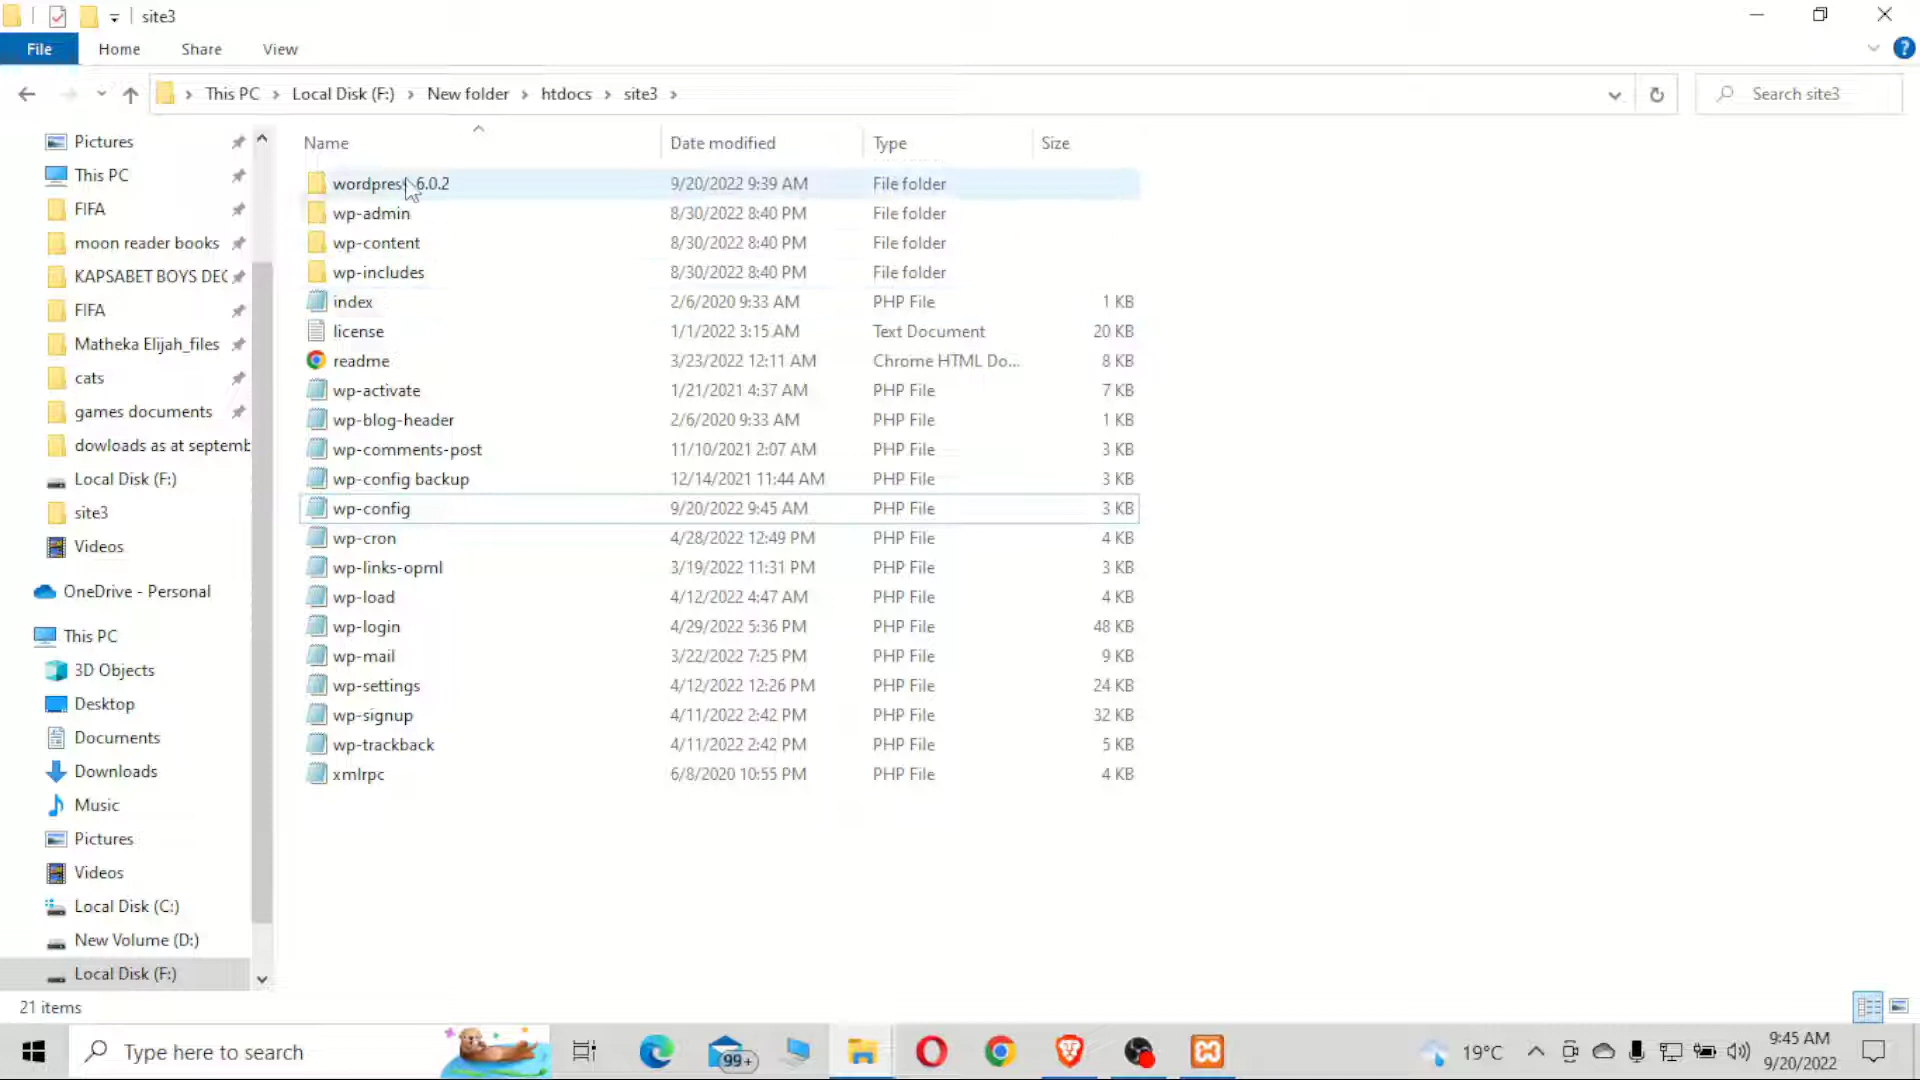 site3
File Home Share View
This PC Local Disk (F:) New folder htdocs site3
Search site3
Pictures
This PC
FIFA
moon reader books
KAPSABET BOYS DEC
FIFA
Matheka Elijah_files
cats
games documents
dowloads as at septemb
Local Disk (F:)
site3
Videos
OneDrive - Personal
This PC
3D Objects
Desktop
Documents
Downloads
Music
Pictures
Videos
Local Disk (C:)
New Volume (D:)
Local Disk (F:)
Name Date modified Type Size
wordpress-6.0.2 9/20/2022 9:39 AM File folder
wp-admin 8/30/2022 8:40 PM File folder
wp-content 8/30/2022 8:40 PM File folder
wp-includes 8/30/2022 8:40 PM File folder
index 2/6/2020 9:33 AM PHP File 1 KB
license 1/1/2022 3:15 AM Text Document 20 KB
readme 3/23/2022 12:11 AM Chrome HTML Do... 8 KB
wp-activate 1/21/2021 4:37 AM PHP File 7 KB
wp-blog-header 2/6/2020 9:33 AM PHP File 1 KB
wp-comments-post 11/10/2021 2:07 AM PHP File 3 KB
wp-config backup 12/14/2021 11:44 AM PHP File 3 KB
wp-config 9/20/2022 9:45 AM PHP File 3 KB
wp-cron 4/28/2022 12:49 PM PHP File 4 KB
wp-links-opml 3/19/2022 11:31 PM PHP File 3 KB
wp-load 4/12/2022 4:47 AM PHP File 4 KB
wp-login 4/29/2022 5:36 PM PHP File 48 KB
wp-mail 3/22/2022 7:25 PM PHP File 9 KB
wp-settings 4/12/2022 12:26 PM PHP File 24 KB
wp-signup 4/11/2022 2:42 PM PHP File 32 KB
wp-trackback 4/11/2022 2:42 PM PHP File 5 KB
xmlrpc 6/8/2020 10:55 PM PHP File 4 KB
21 items
Type here to search
99+
19°C
9:45 AM
9/20/2022